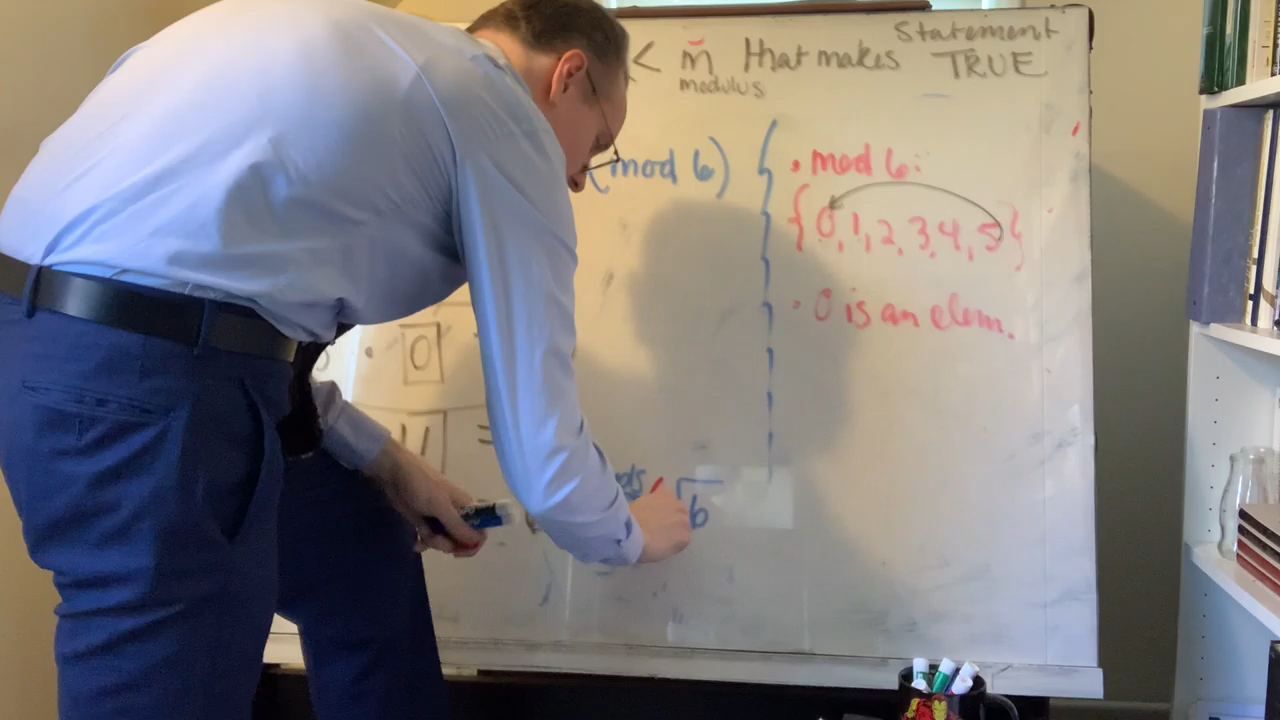 Statement
< m that makes TRUE
modulus
(mod 6)
• mod 6:
{0, 1, 2, 3, 4, 5}
• 0 is an elem.
• 0
=
6